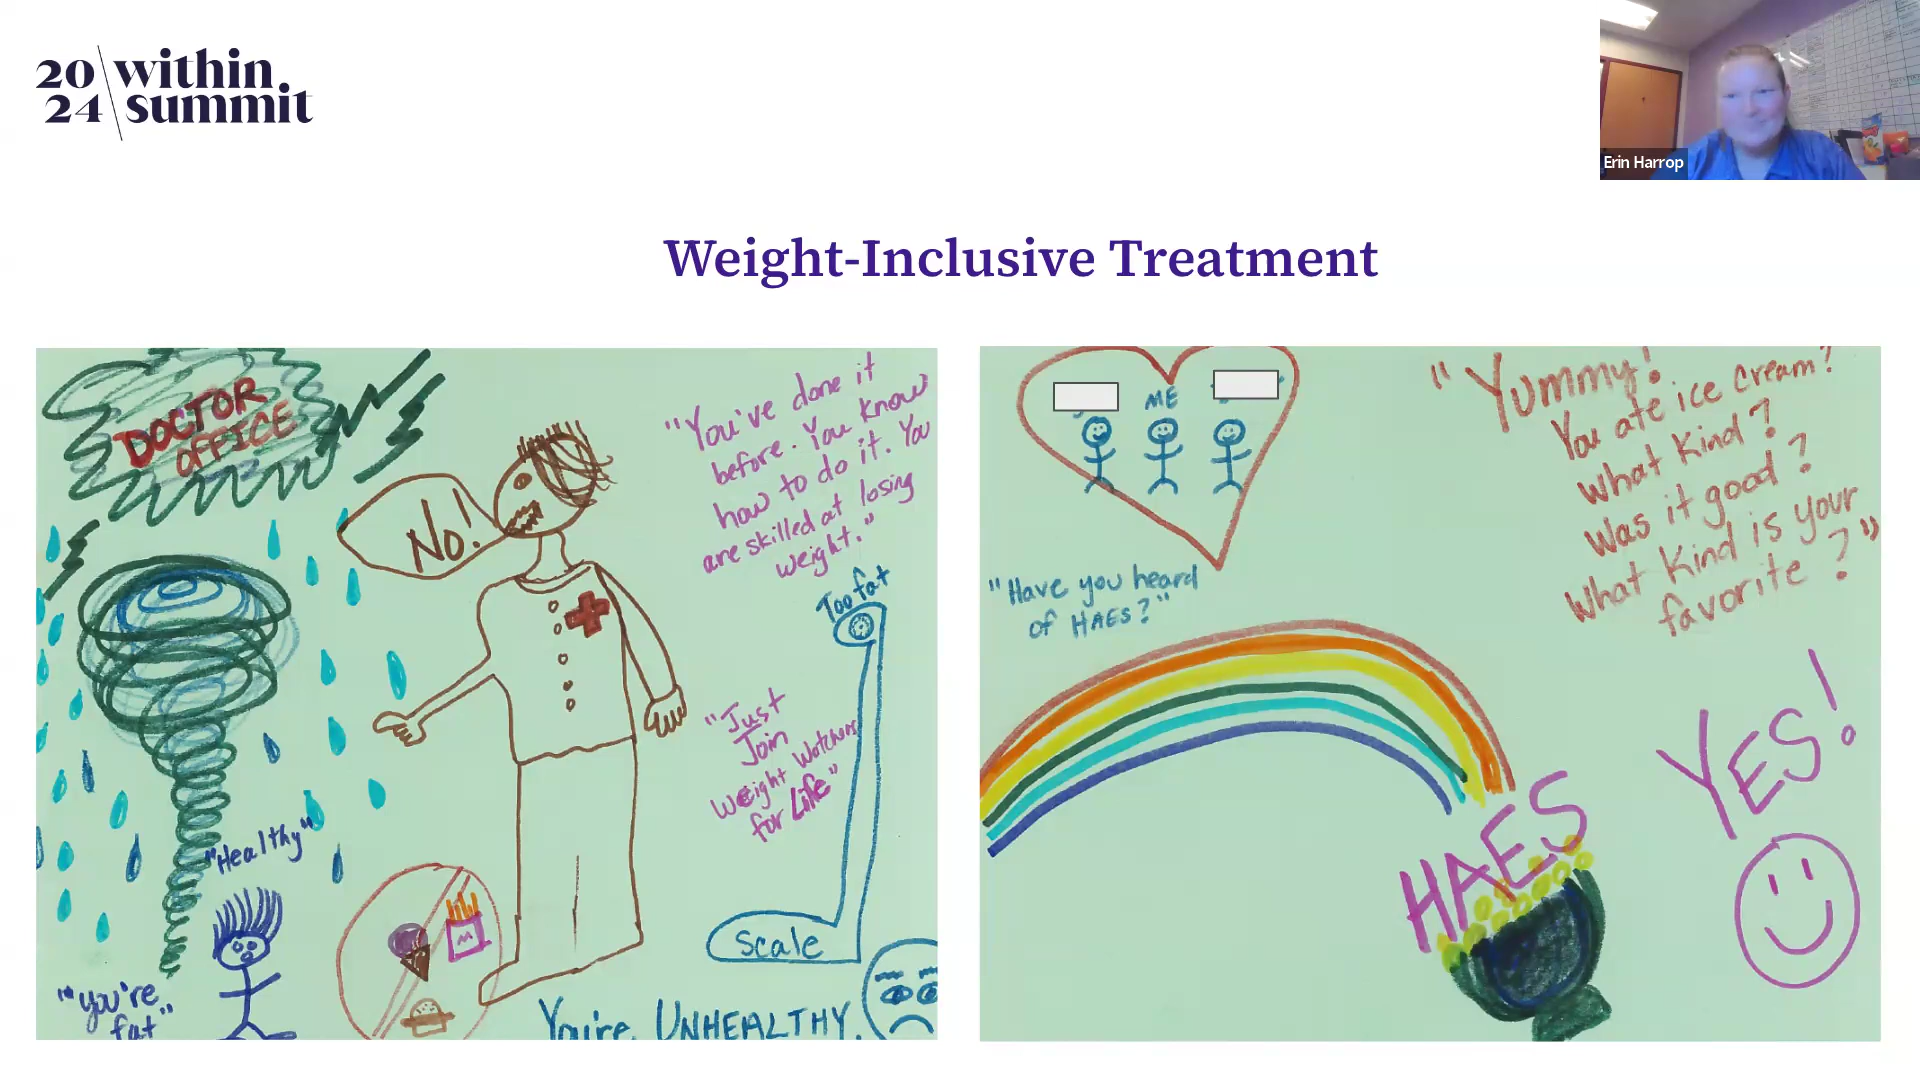 20 within
24 summit
Erin Harrop
Weight-Inclusive Treatment
DOCTOR
OFFICE
No!
"You've done it
before. You know
how to do it. You
are skilled at losing
weight."
Too fat
"Just
Join
Weight Watchers
for Life"
scale
"Healthy"
"you're
fat"
M
You're UNHEALTHY.
ME
"Have you heard
of HAES?"
"Yummy!
You ate ice cream?
What kind?
Was it good?
What kind is your
favorite?"
YES!
HAES